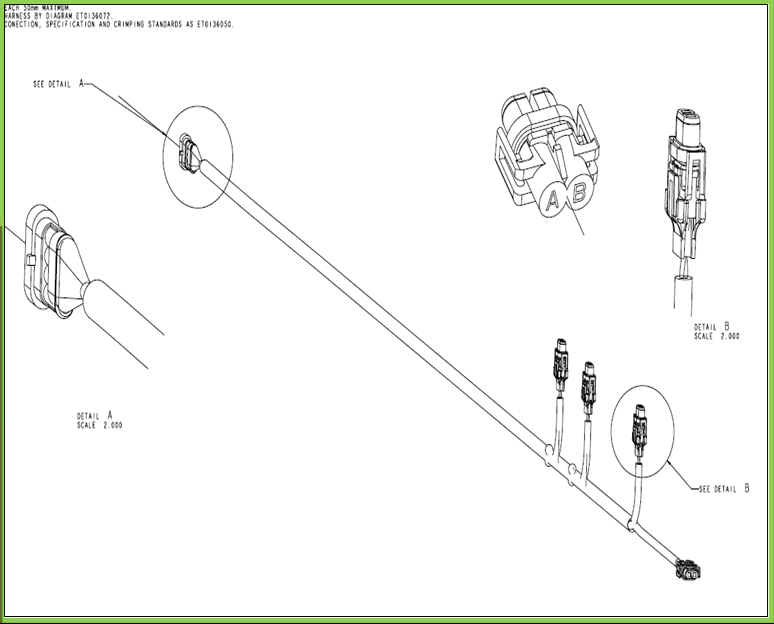 EACH 50mm MAXIMUM.
HARNESS BY DIAGRAM ET0136072.
CONECTION, SPECIFICATION AND CRIMPING STANDARDS AS ET0136050.
SEE DETAIL A
A B
DETAIL B
SCALE 2.000
DETAIL A
SCALE 2.000
SEE DETAIL B